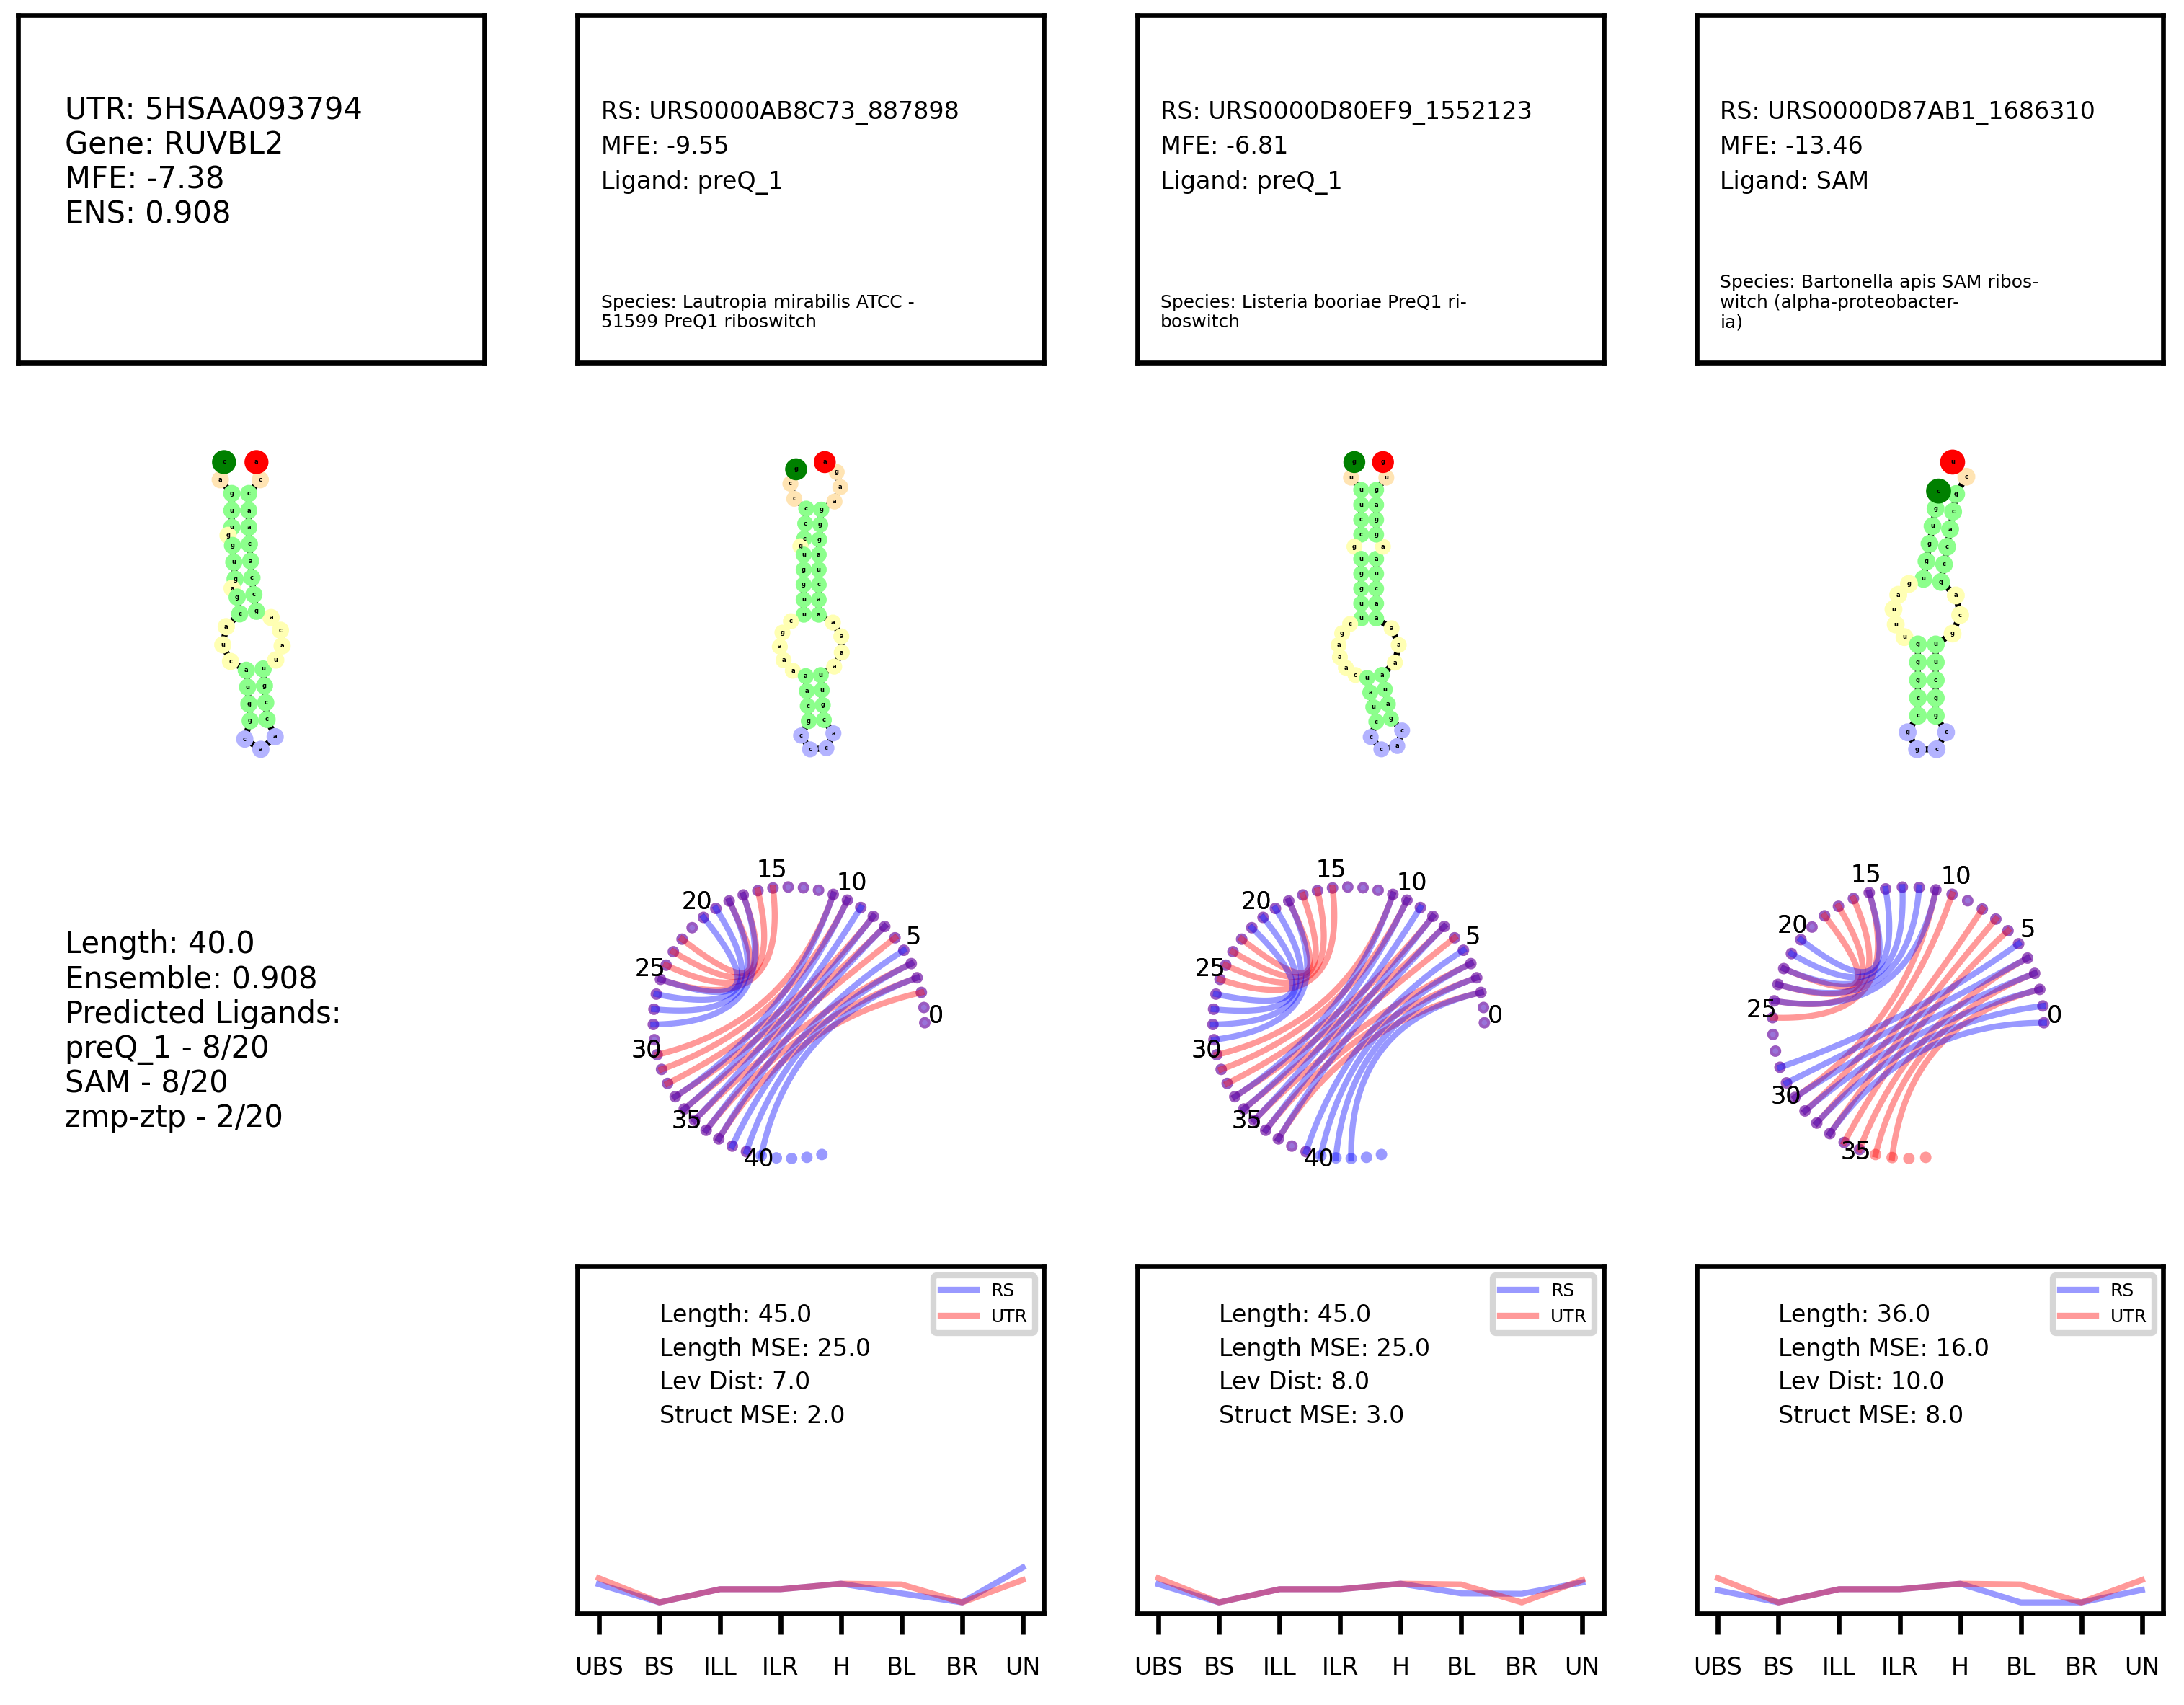 UTR: 5HSAA093794
Gene: RUVBL2
MFE: -7.38
ENS: 0.908
RS: URS0000AB8C73_887898
MFE: -9.55
Ligand: preQ_1
Species: Lautropia mirabilis ATCC -
51599 PreQ1 riboswitch
RS: URS0000D80EF9_1552123
MFE: -6.81
Ligand: preQ_1
Species: Listeria booriae PreQ1 ri-
boswitch
RS: URS0000D87AB1_1686310
MFE: -13.46
Ligand: SAM
Species: Bartonella apis SAM ribos-
witch (alpha-proteobacter-
ia)
Length: 40.0
Ensemble: 0.908
Predicted Ligands:
preQ_1 - 8/20
SAM - 8/20
zmp-ztp - 2/20
0
5
10
15
20
25
30
35
40
0
5
10
15
20
25
30
35
40
0
5
10
15
20
25
30
35
Length: 45.0
Length MSE: 25.0
Lev Dist: 7.0
Struct MSE: 2.0
RS
UTR
UBS BS ILL ILR H BL BR UN
Length: 45.0
Length MSE: 25.0
Lev Dist: 8.0
Struct MSE: 3.0
RS
UTR
UBS BS ILL ILR H BL BR UN
Length: 36.0
Length MSE: 16.0
Lev Dist: 10.0
Struct MSE: 8.0
RS
UTR
UBS BS ILL ILR H BL BR UN